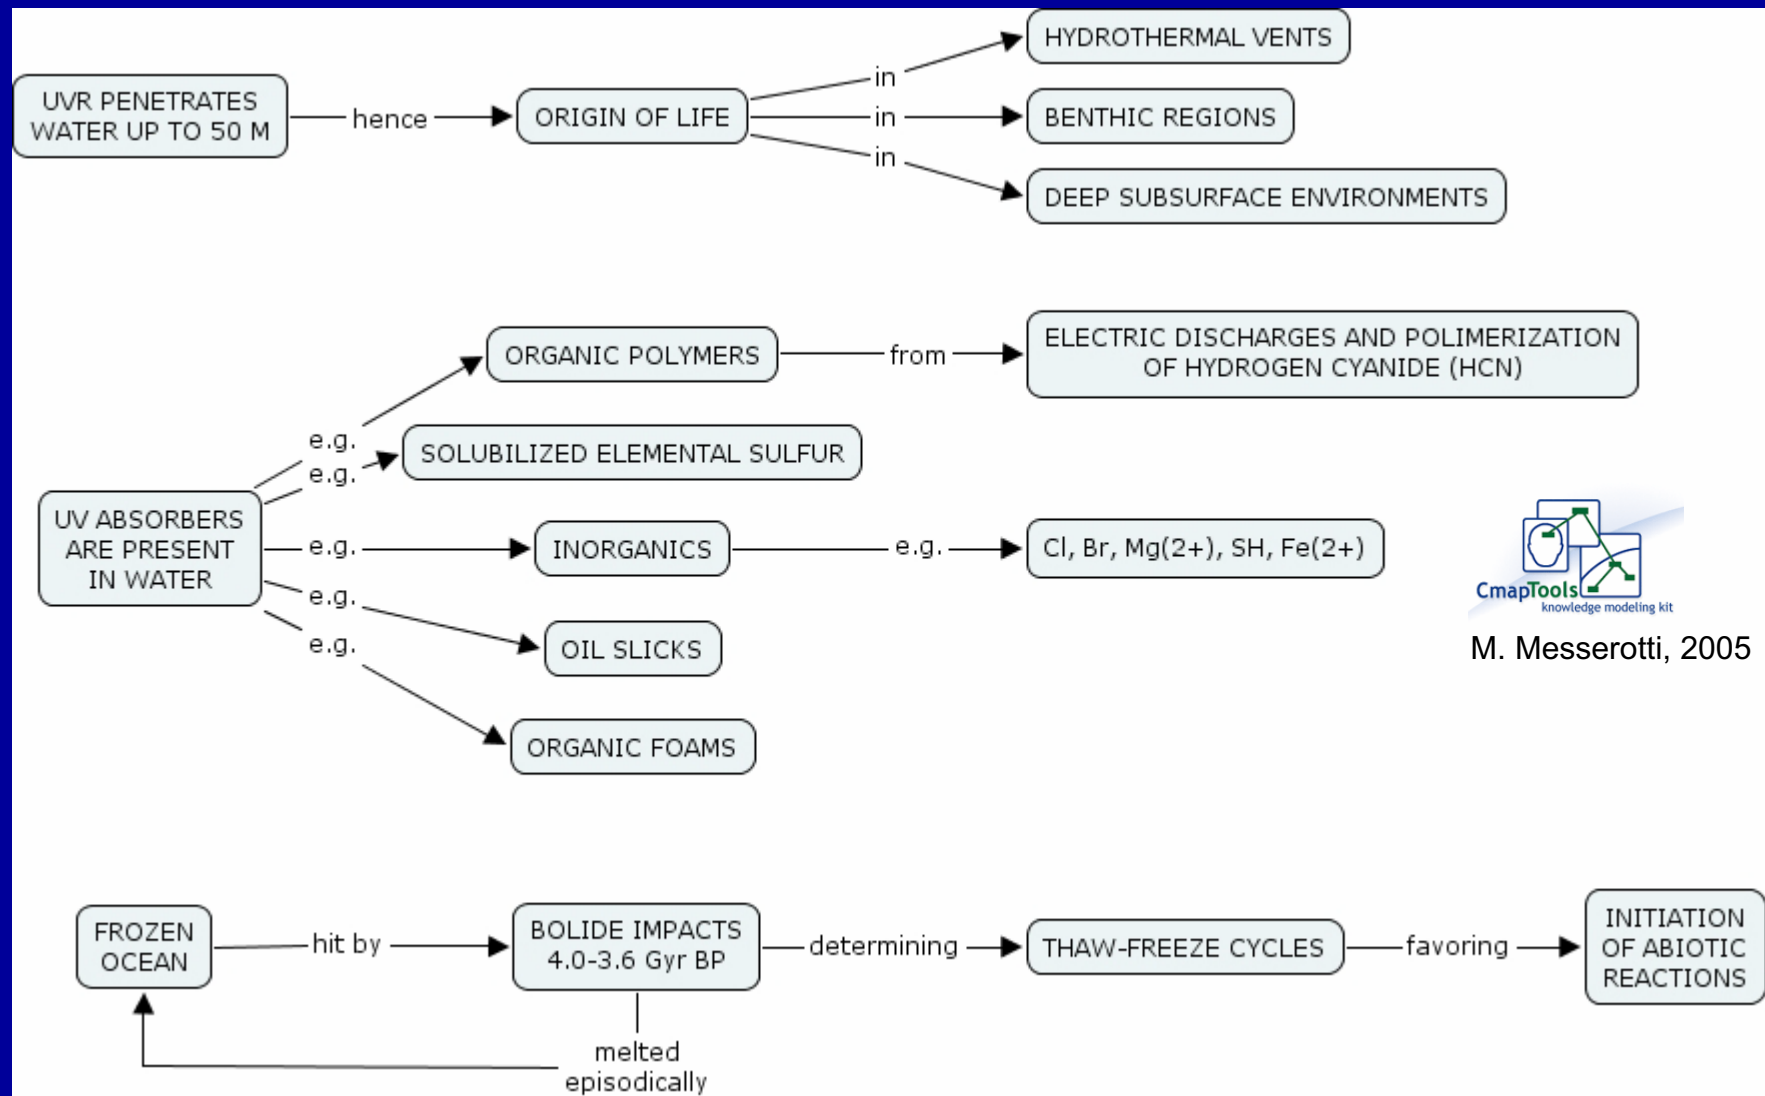 HYDROTHERMAL VENTS
in
UVR PENETRATES
WATER UP TO 50 M
hence
ORIGIN OF LIFE
in
BENTHIC REGIONS
in
DEEP SUBSURFACE ENVIRONMENTS
ORGANIC POLYMERS
from
ELECTRIC DISCHARGES AND POLIMERIZATION
OF HYDROGEN CYANIDE (HCN)
e.g.
SOLUBILIZED ELEMENTAL SULFUR
e.g.
UV ABSORBERS
ARE PRESENT
IN WATER
e.g.
INORGANICS
e.g.
Cl, Br, Mg(2+), SH, Fe(2+)
e.g.
OIL SLICKS
e.g.
ORGANIC FOAMS
CmapTools
knowledge modeling kit
M. Messerotti, 2005
FROZEN
OCEAN
hit by
BOLIDE IMPACTS
4.0-3.6 Gyr BP
determining
THAW-FREEZE CYCLES
favoring
INITIATION
OF ABIOTIC
REACTIONS
melted
episodically